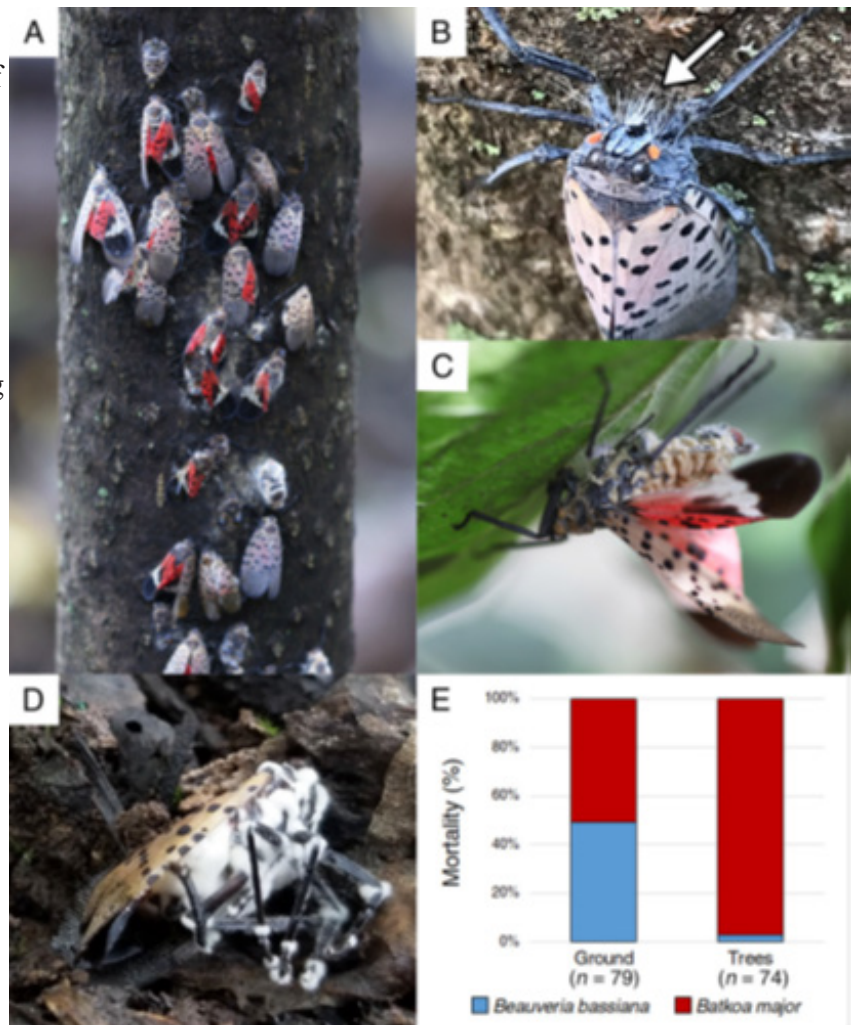 A
B
C
D
E
f
g
Mortality (%)
100%
80%
60%
40%
20%
0%
Ground
(n = 79)
Trees
(n = 74)
Beauveria bassiana
Batkoa major